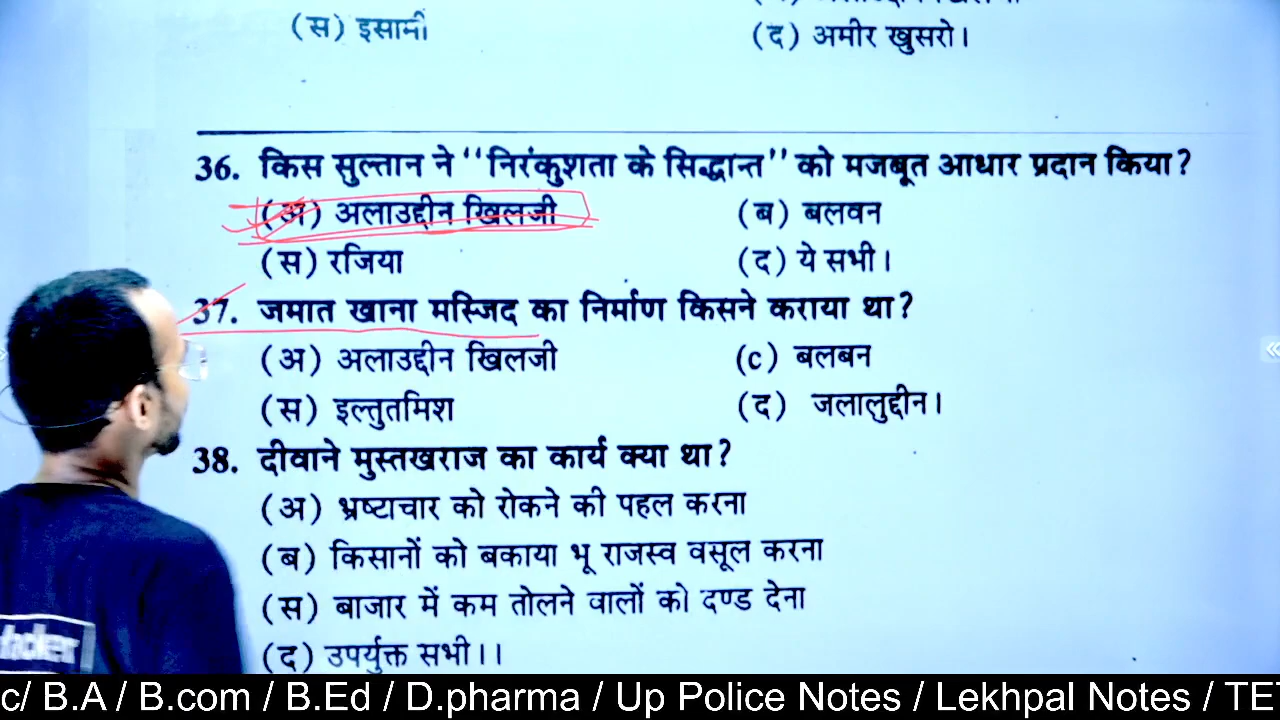 (स) इसामी (द) अमीर खुसरो।
36. किस सुल्तान ने ‘‘निरंकुशता के सिद्धान्त’’ को मजबूत आधार प्रदान किया?
(अ) अलाउद्दीन खिलजी (ब) बलवन
(स) रजिया (द) ये सभी।
37. जमात खाना मस्जिद का निर्माण किसने कराया था?
(अ) अलाउद्दीन खिलजी (c) बलबन
(स) इल्तुतमिश (द) जलालुद्दीन।
38. दीवाने मुस्तखराज का कार्य क्या था?
(अ) भ्रष्टाचार को रोकने की पहल करना
(ब) किसानों को बकाया भू राजस्व वसूल करना
(स) बाजार में कम तोलने वालों को दण्ड देना
(द) उपर्युक्त सभी।।
c/ B.A / B.com / B.Ed / D.pharma / Up Police Notes / Lekhpal Notes / TE